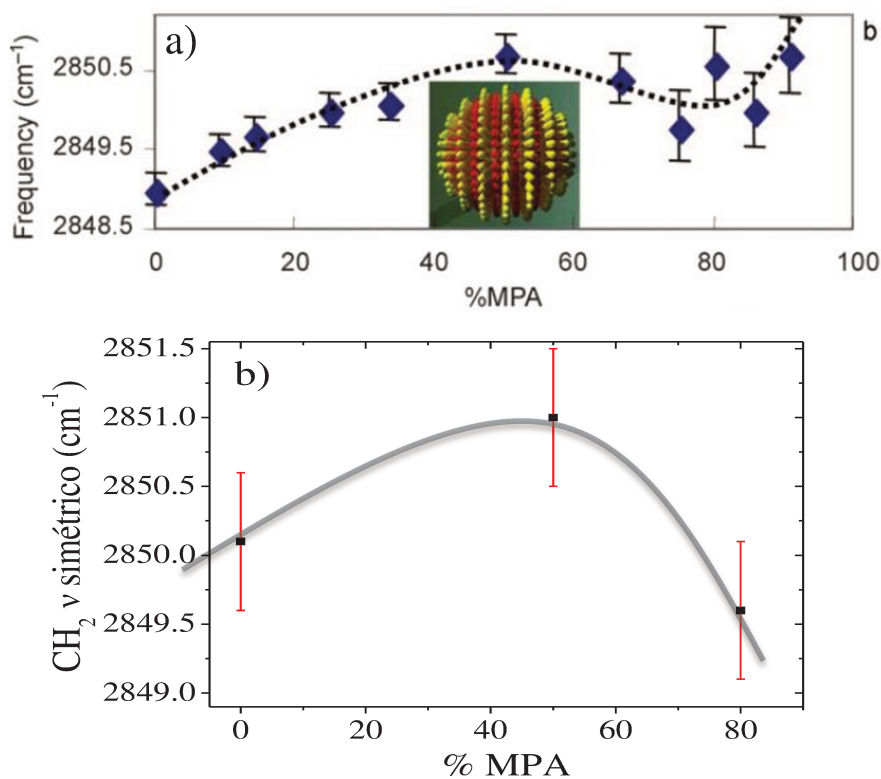 a)
b
Frequency (cm⁻¹)
2850.5
2849.5
2848.5
0 20 40 60 80 100
%MPA
b)
CH₂ ν simétrico (cm⁻¹)
2851.5
2851.0
2850.5
2850.0
2849.5
2849.0
0 20 40 60 80
% MPA